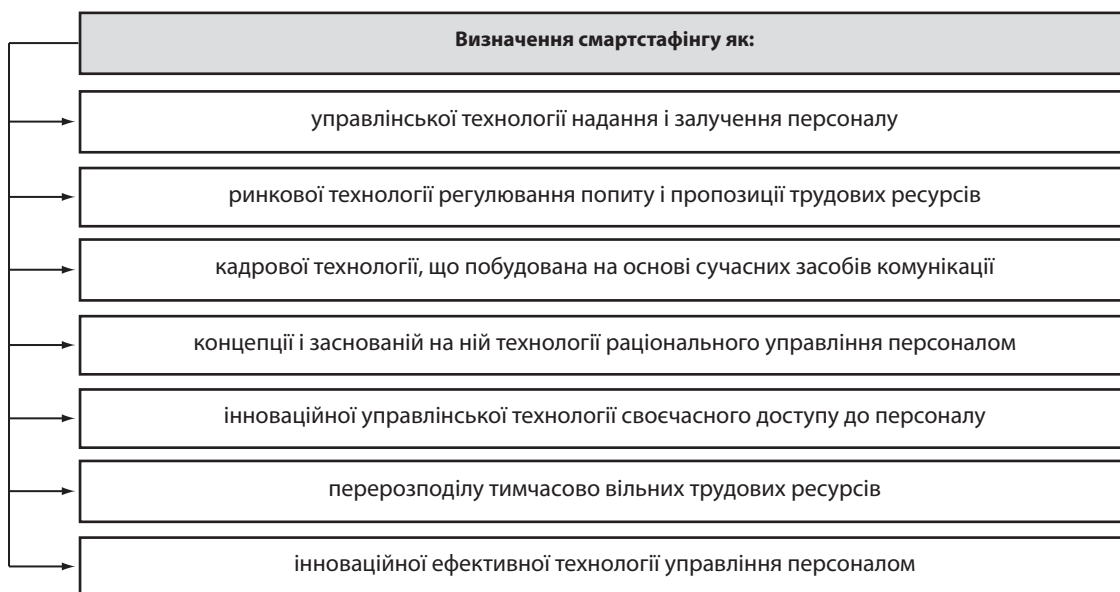 Визначення смартстафінгу як:
управлінської технології надання і залучення персоналу
ринкової технології регулювання попиту і пропозиції трудових ресурсів
кадрової технології, що побудована на основі сучасних засобів комунікації
концепції і заснованій на ній технології раціонального управління персоналом
інноваційної управлінської технології своєчасного доступу до персоналу
перерозподілу тимчасово вільних трудових ресурсів
інноваційної ефективної технології управління персоналом